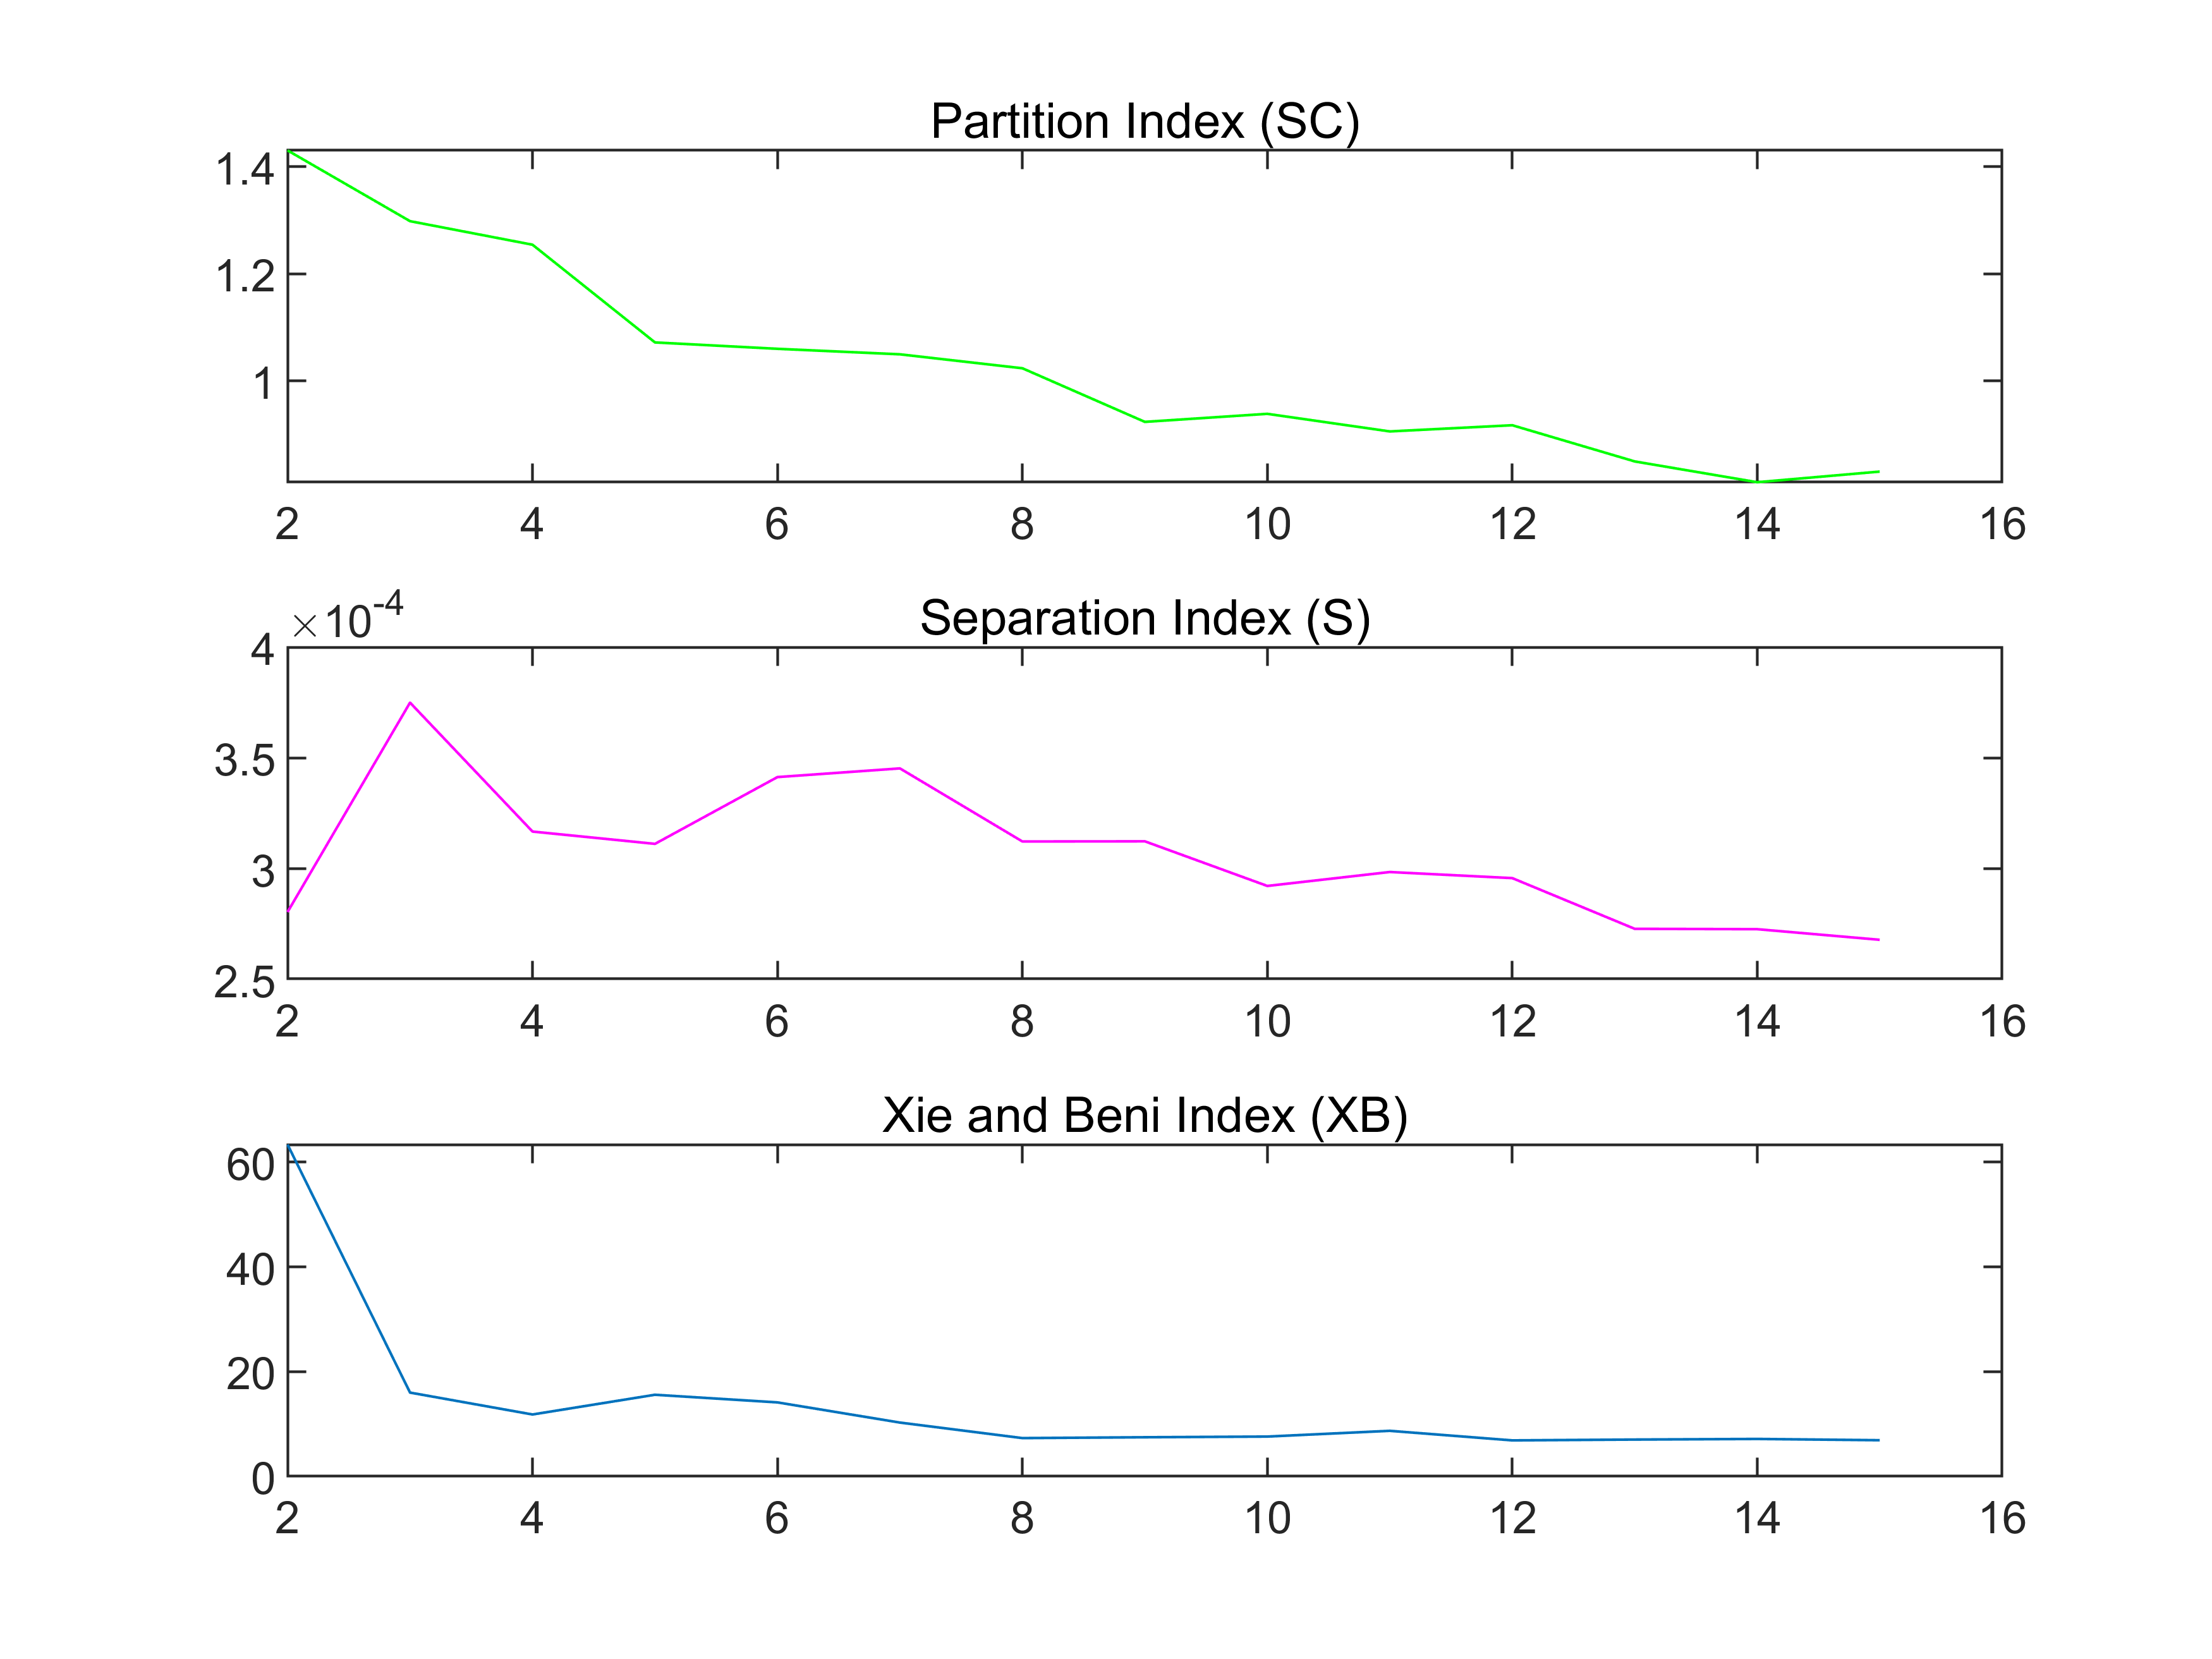 Partition Index (SC)
1.4
1.2
1
2 4 6 8 10 12 14 16
×10-4
Separation Index (S)
4
3.5
3
2.5
2 4 6 8 10 12 14 16
Xie and Beni Index (XB)
60
40
20
0
2 4 6 8 10 12 14 16